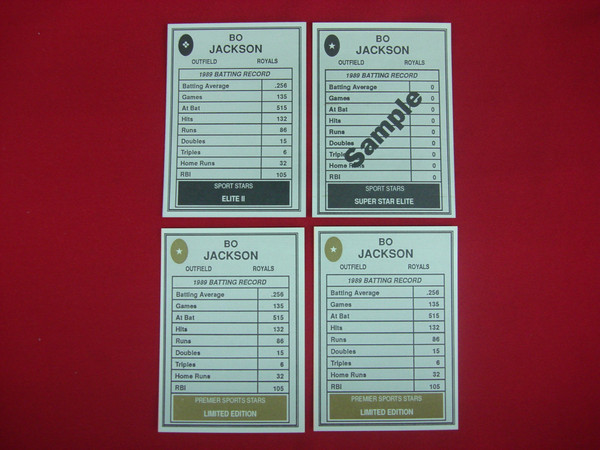 BO
JACKSON
OUTFIELD ROYALS
1989 BATTING RECORD
Batting Average .256
Games 135
At Bat 515
Hits 132
Runs 86
Doubles 15
Triples 6
Home Runs 32
RBI 105
SPORT STARS
ELITE II
BO
JACKSON
OUTFIELD ROYALS
1989 BATTING RECORD
Batting Average 0
Games 0
At Bat 0
Hits 0
Runs 0
Doubles 0
Triples 0
Home Runs 0
RBI 0
Sample
SPORT STARS
SUPER STAR ELITE
BO
JACKSON
OUTFIELD ROYALS
1989 BATTING RECORD
Batting Average .256
Games 135
At Bat 515
Hits 132
Runs 86
Doubles 15
Triples 6
Home Runs 32
RBI 105
PREMIER SPORTS STARS
LIMITED EDITION
BO
JACKSON
OUTFIELD ROYALS
1989 BATTING RECORD
Batting Average .256
Games 135
At Bat 515
Hits 132
Runs 86
Doubles 15
Triples 6
Home Runs 32
RBI 105
PREMIER SPORTS STARS
LIMITED EDITION